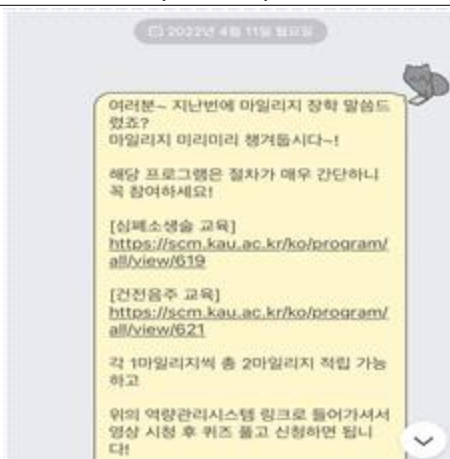 2022년 4월 11일 월요일
여러분~ 지난번에 마일리지 장학 말씀드
렸죠?
마일리지 미리미리 챙겨둡시다~!
해당 프로그램은 절차가 매우 간단하니
꼭 참여하세요!
[심폐소생술 교육]
https://scm.kau.ac.kr/ko/program/
all/view/619
[건전음주 교육]
https://scm.kau.ac.kr/ko/program/
all/view/621
각 1마일리지씩 총 2마일리지 적립 가능
하고
위의 역량관리시스템 링크로 들어가셔서
영상 시청 후 퀴즈 풀고 신청하면 됩니
다!